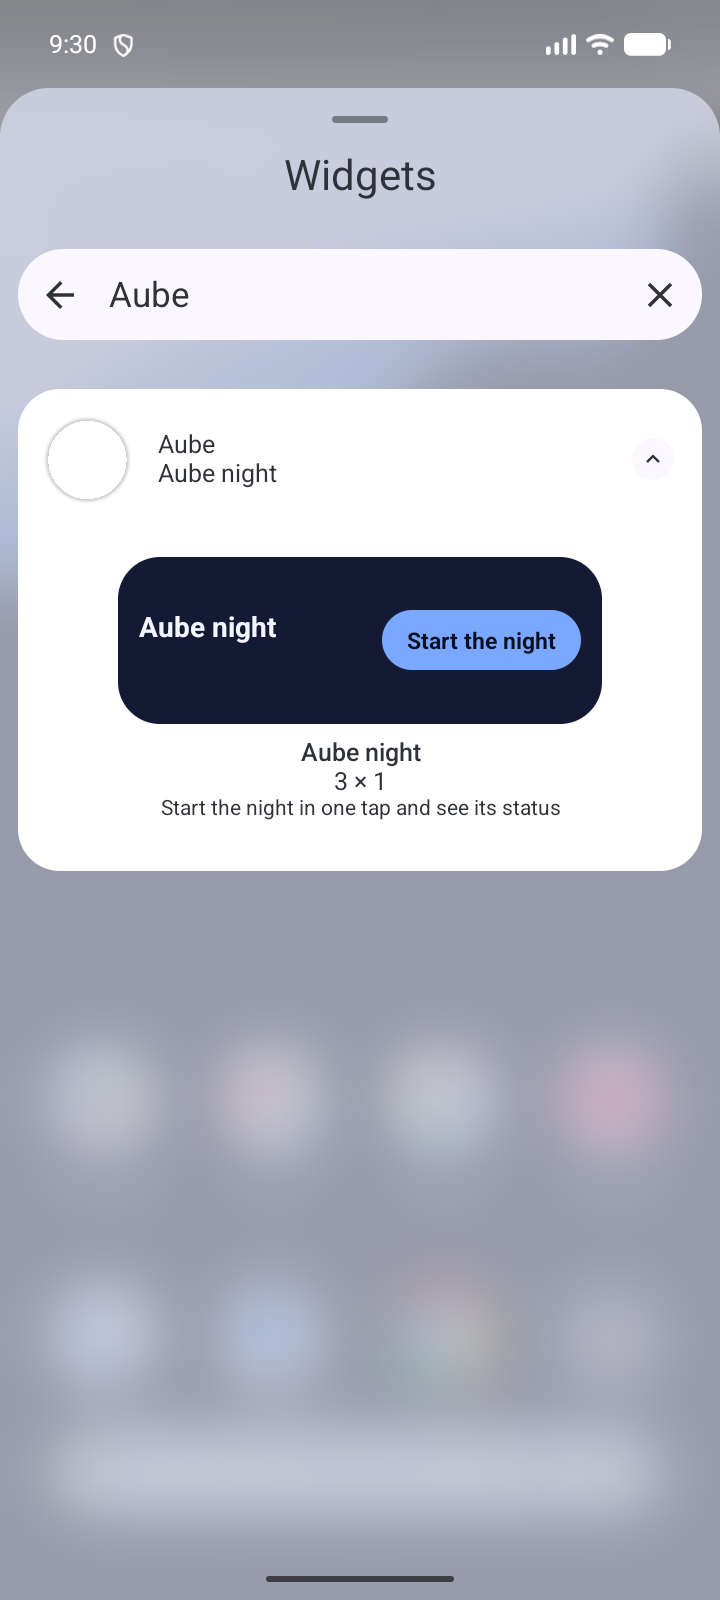 9:30
Widgets
Aube
Aube
Aube night
Aube night
Start the night
Aube night
3 × 1
Start the night in one tap and see its status